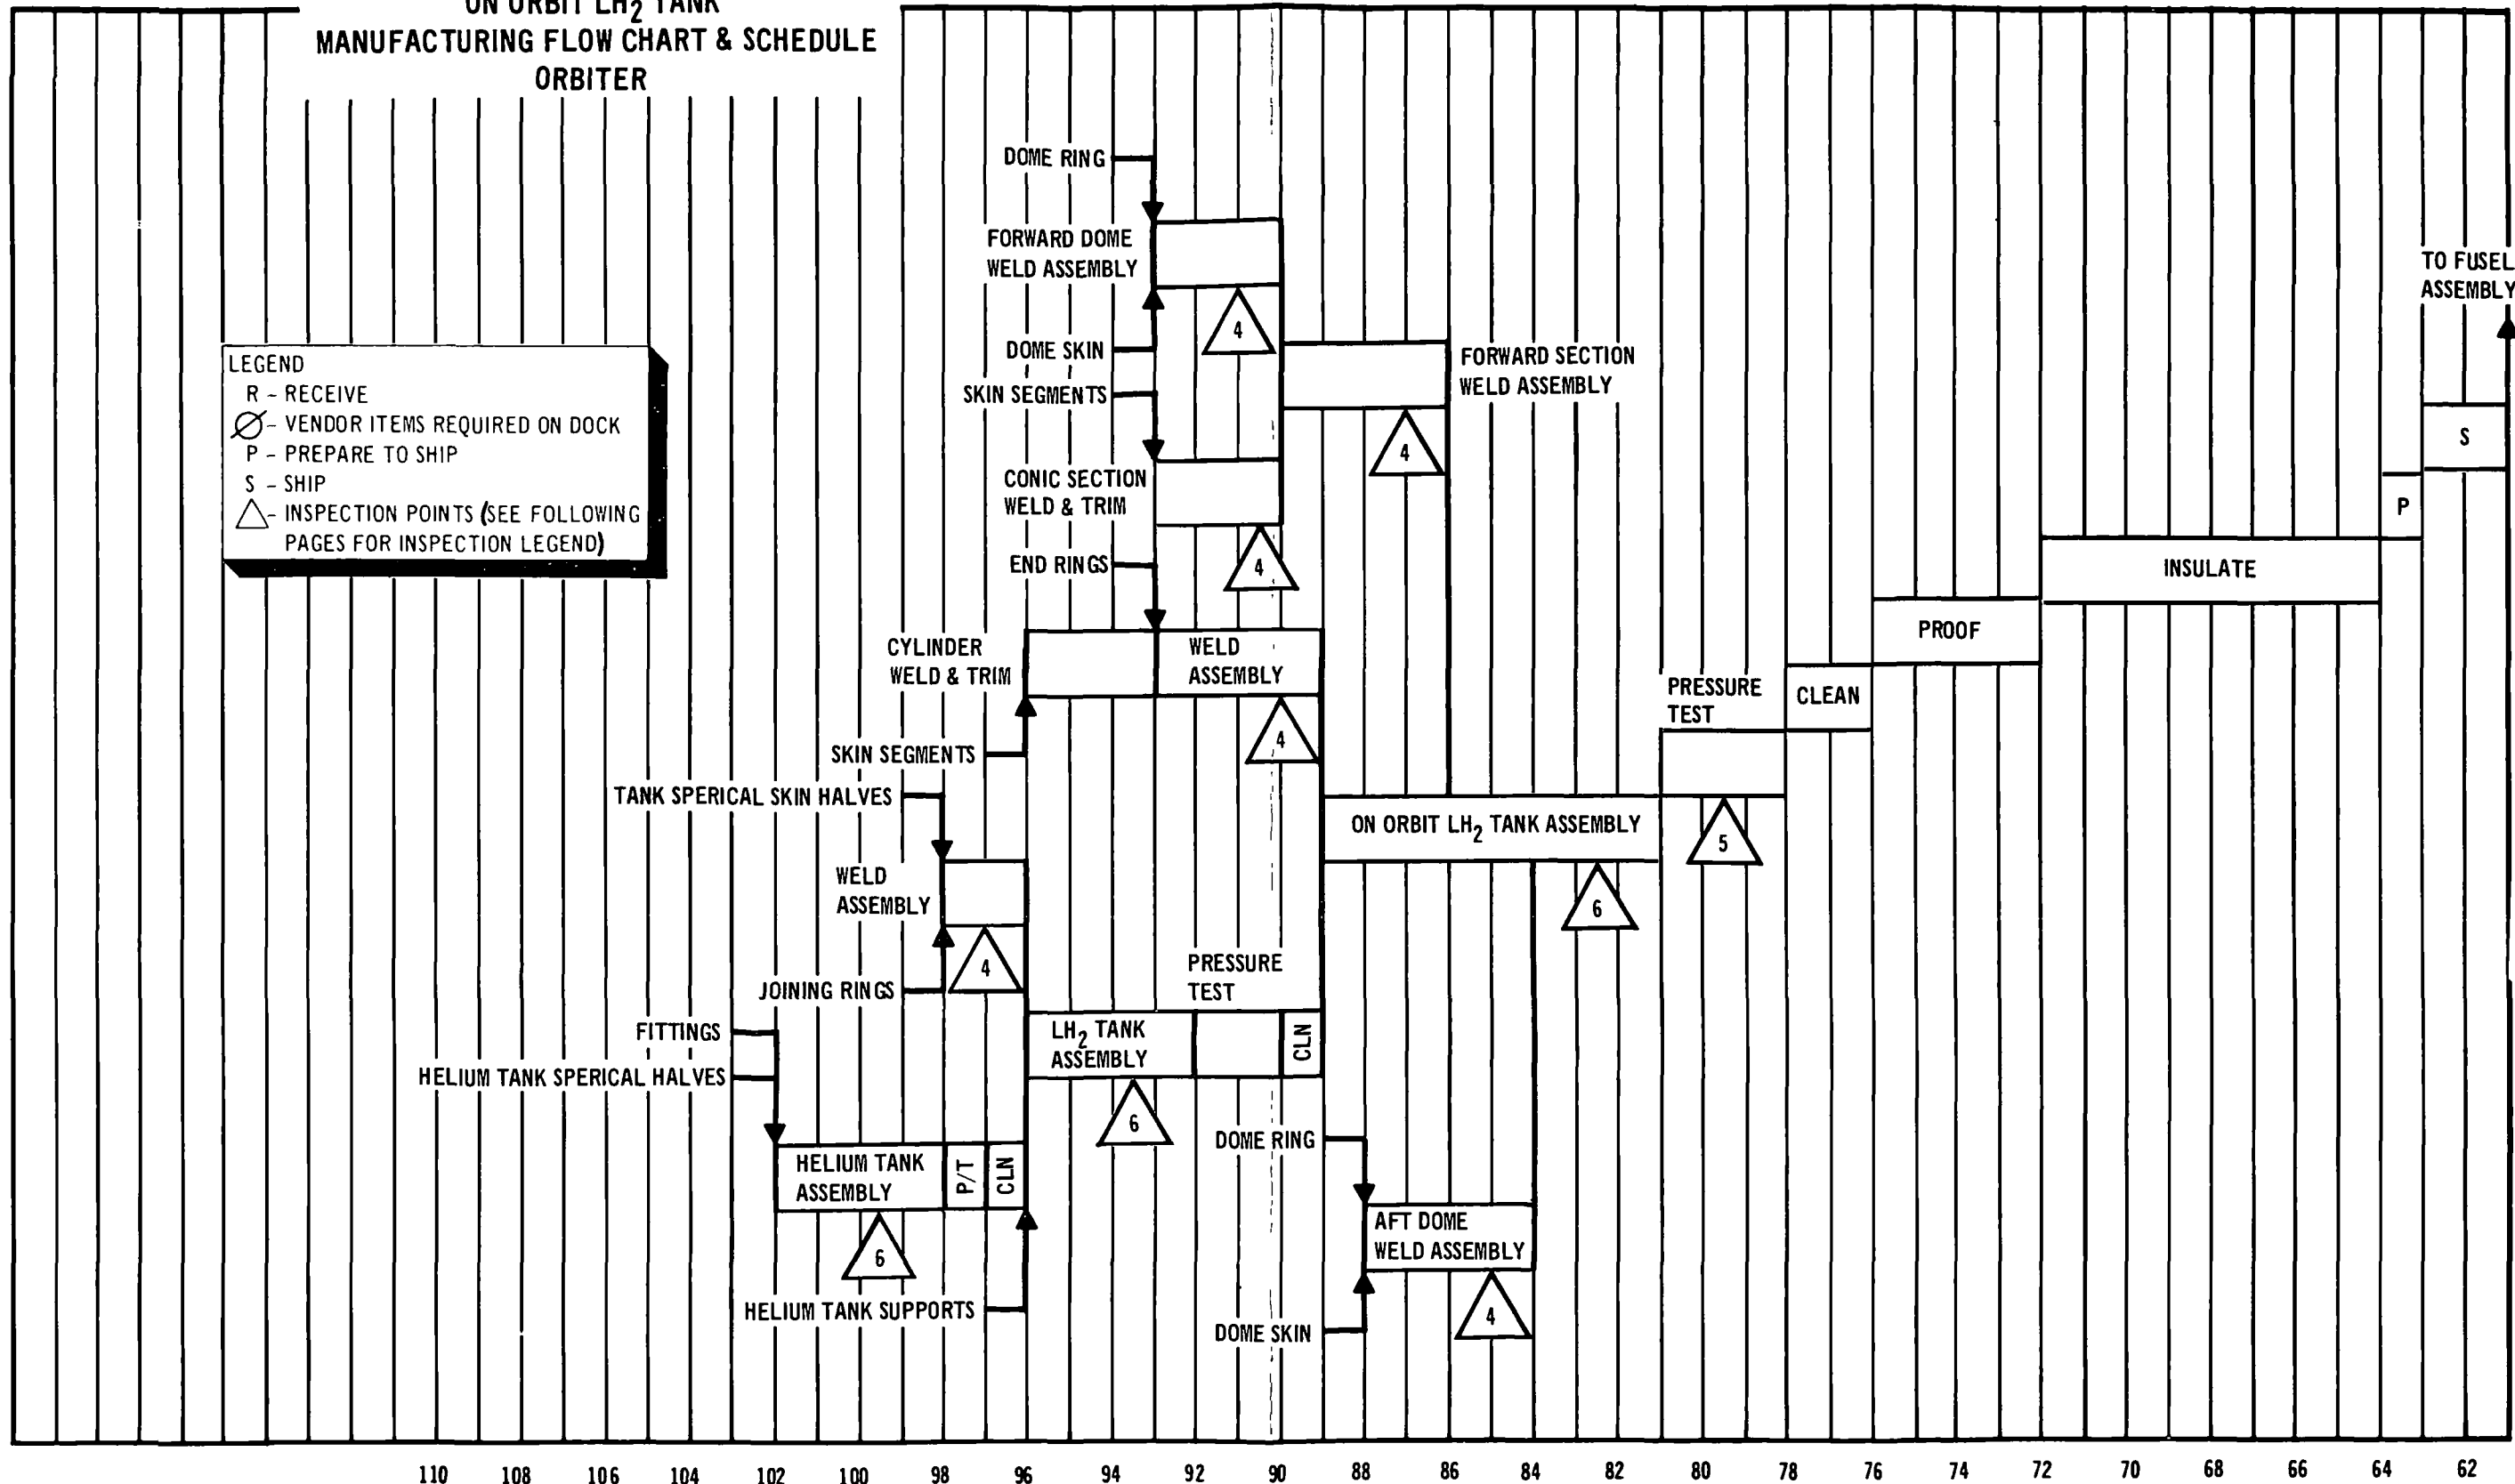 ON ORBIT LH2 TANK
MANUFACTURING FLOW CHART & SCHEDULE
ORBITER
LEGEND
R - RECEIVE
Ø - VENDOR ITEMS REQUIRED ON DOCK
P - PREPARE TO SHIP
S - SHIP
△ - INSPECTION POINTS (SEE FOLLOWING
PAGES FOR INSPECTION LEGEND)
DOME RING
FORWARD DOME
WELD ASSEMBLY
4
DOME SKIN
SKIN SEGMENTS
FORWARD SECTION
WELD ASSEMBLY
4
CONIC SECTION
WELD & TRIM
4
END RINGS
CYLINDER
WELD & TRIM
WELD
ASSEMBLY
4
SKIN SEGMENTS
TANK SPERICAL SKIN HALVES
WELD
ASSEMBLY
4
JOINING RINGS
FITTINGS
HELIUM TANK SPERICAL HALVES
LH2 TANK
ASSEMBLY
PRESSURE
TEST
CLN
6
HELIUM TANK
ASSEMBLY
P/T
CLN
6
HELIUM TANK SUPPORTS
DOME RING
AFT DOME
WELD ASSEMBLY
4
DOME SKIN
ON ORBIT LH2 TANK ASSEMBLY
6
PRESSURE
TEST
5
CLEAN
PROOF
INSULATE
P
S
TO FUSEL
ASSEMBLY
110 108 106 104 102 100 98 96 94 92 90 88 86 84 82 80 78 76 74 72 70 68 66 64 62